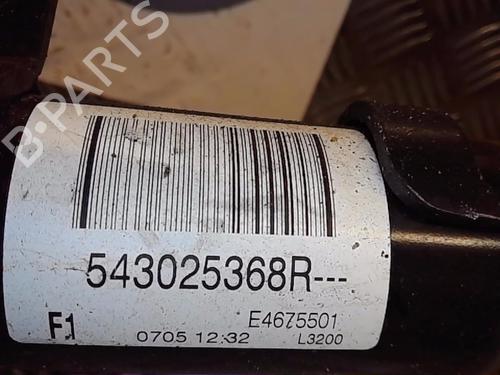 B-PARTS
543025368R---
F1 E4675501
0705 12:32 L3200